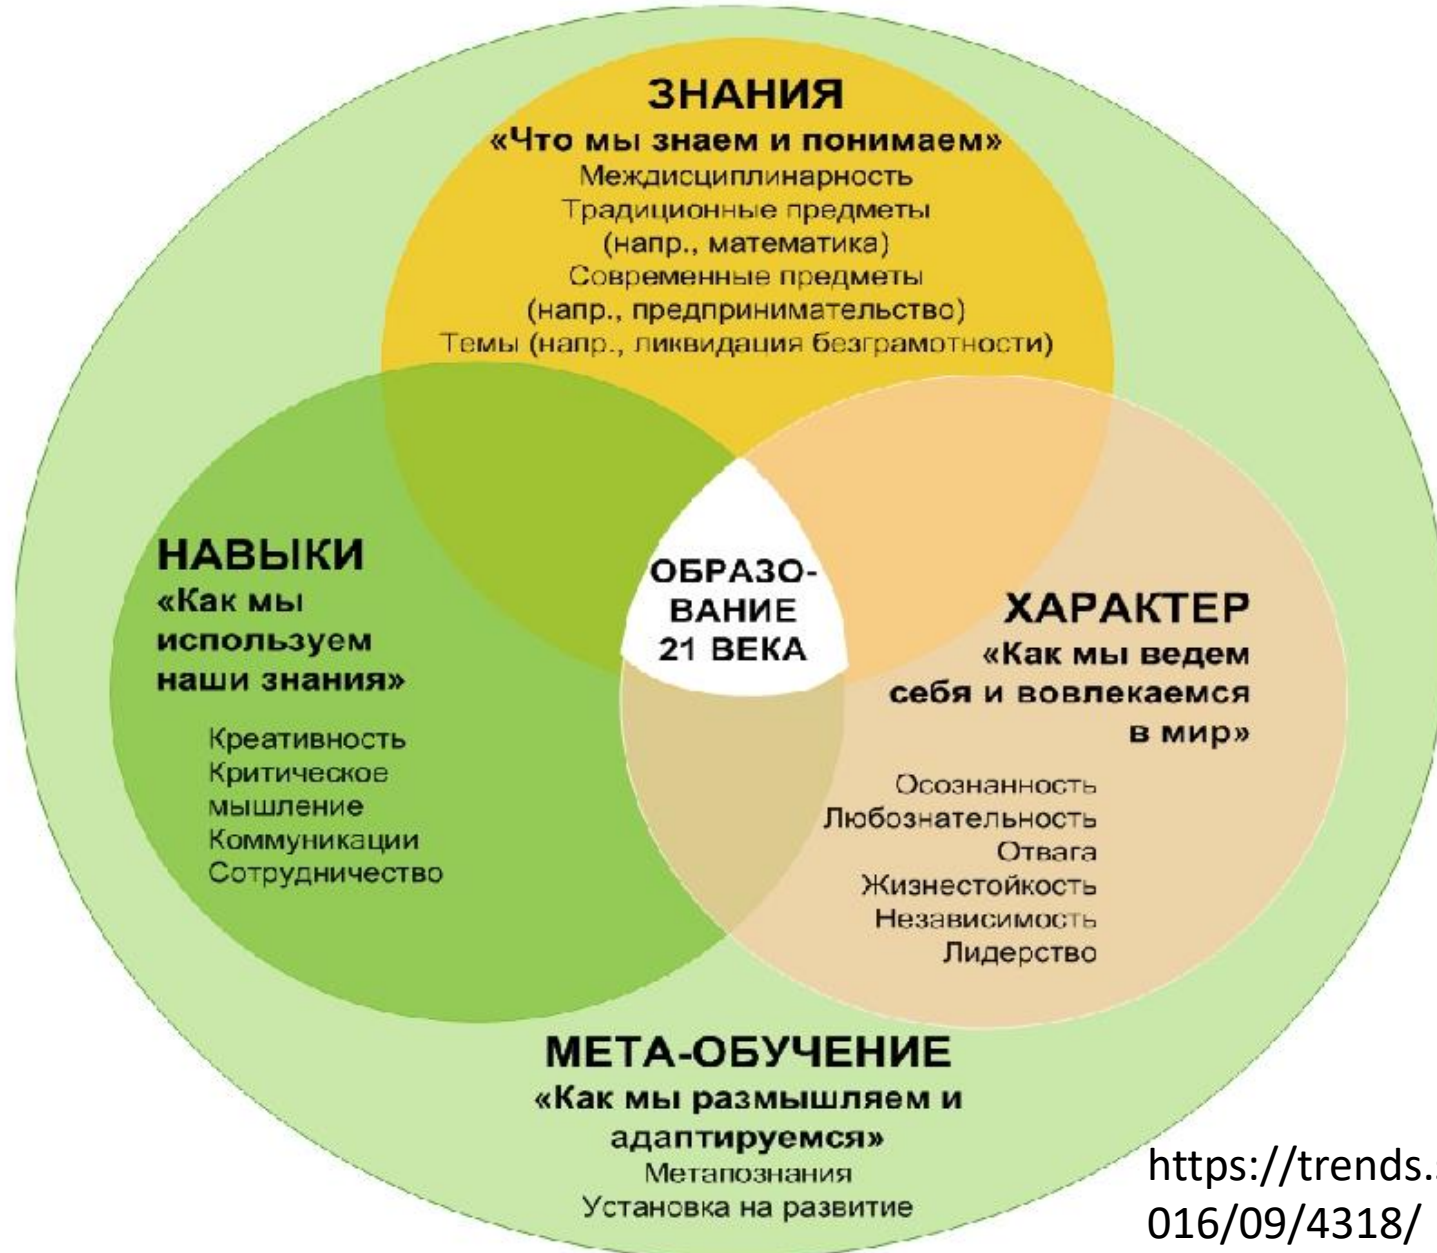 ЗНАНИЯ
«Что мы знаем и понимаем»
Междисциплинарность
Традиционные предметы
(напр., математика)
Современные предметы
(напр., предпринимательство)
Темы (напр., ликвидация безграмотности)
НАВЫКИ
«Как мы
используем
наши знания»
Креативность
Критическое
мышление
Коммуникации
Сотрудничество
ОБРАЗО-
ВАНИЕ
21 ВЕКА
ХАРАКТЕР
«Как мы ведем
себя и вовлекаемся
в мир»
Осознанность
Любознательность
Отвага
Жизнестойкость
Независимость
Лидерство
МЕТА-ОБУЧЕНИЕ
«Как мы размышляем и
адаптируемся»
Метапознания
Установка на развитие
https://trends.
016/09/4318/